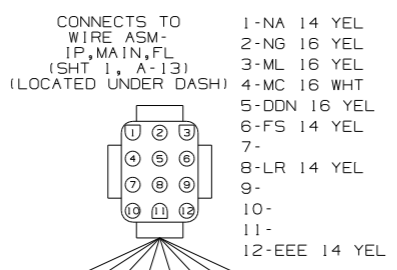 CONNECTS TO
WIRE ASM-
IP,MAIN,FL
(SHT 1, A-13)
(LOCATED UNDER DASH)
1-NA 14 YEL
2-NG 16 YEL
3-ML 16 YEL
4-MC 16 WHT
5-DDN 16 YEL
6-FS 14 YEL
7-
8-LR 14 YEL
9-
10-
11-
12-EEE 14 YEL
1 2 3
4 5 6
7 8 9
10 11 12